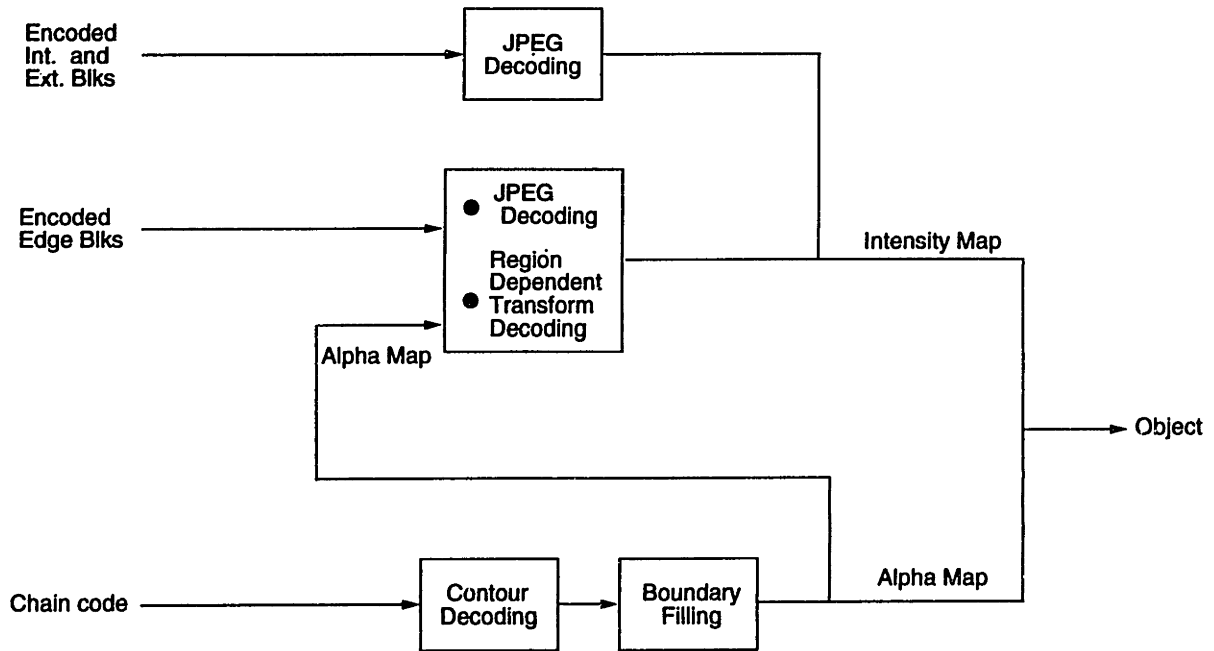 Encoded
Int. and
Ext. Blks
JPEG
Decoding
Encoded
Edge Blks
JPEG
Decoding
Region
Dependent
Transform
Decoding
Alpha Map
Intensity Map
Object
Chain code
Contour
Decoding
Boundary
Filling
Alpha Map